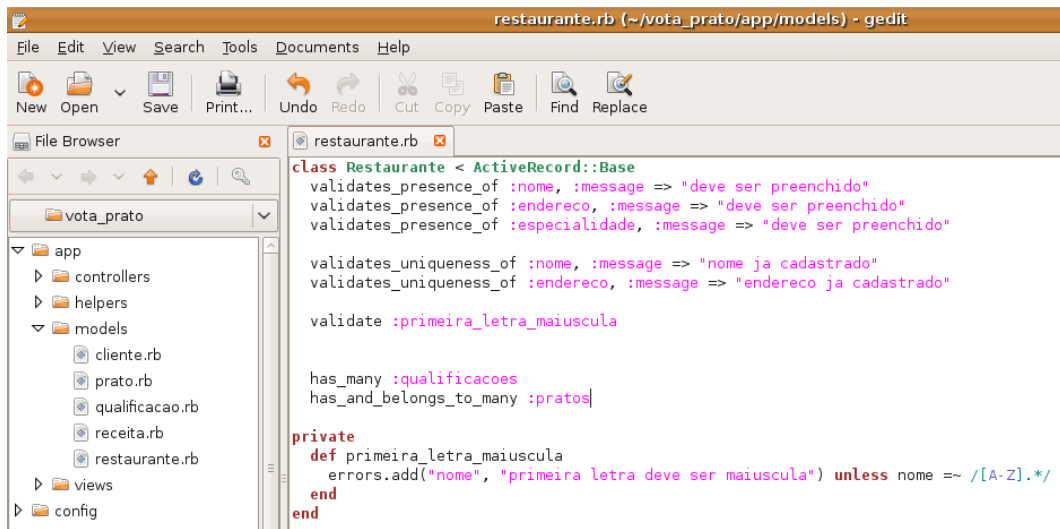 restaurante.rb (~/vota_prato/app/models) - gedit
File Edit View Search Tools Documents Help
New Open Save Print... Undo Redo Cut Copy Paste Find Replace
File Browser
vota_prato
app
controllers
helpers
models
cliente.rb
prato.rb
qualificacao.rb
receita.rb
restaurante.rb
views
config
restaurante.rb
class Restaurante < ActiveRecord::Base
  validates_presence_of :nome, :message => "deve ser preenchido"
  validates_presence_of :endereco, :message => "deve ser preenchido"
  validates_presence_of :especialidade, :message => "deve ser preenchido"
  validates_uniqueness_of :nome, :message => "nome ja cadastrado"
  validates_uniqueness_of :endereco, :message => "endereco ja cadastrado"
  validate :primeira_letra_maiuscula
  has_many :qualificacoes
  has_and_belongs_to_many :pratos
private
  def primeira_letra_maiuscula
    errors.add("nome", "primeira letra deve ser maiuscula") unless nome =~ /[A-Z].*/
  end
end